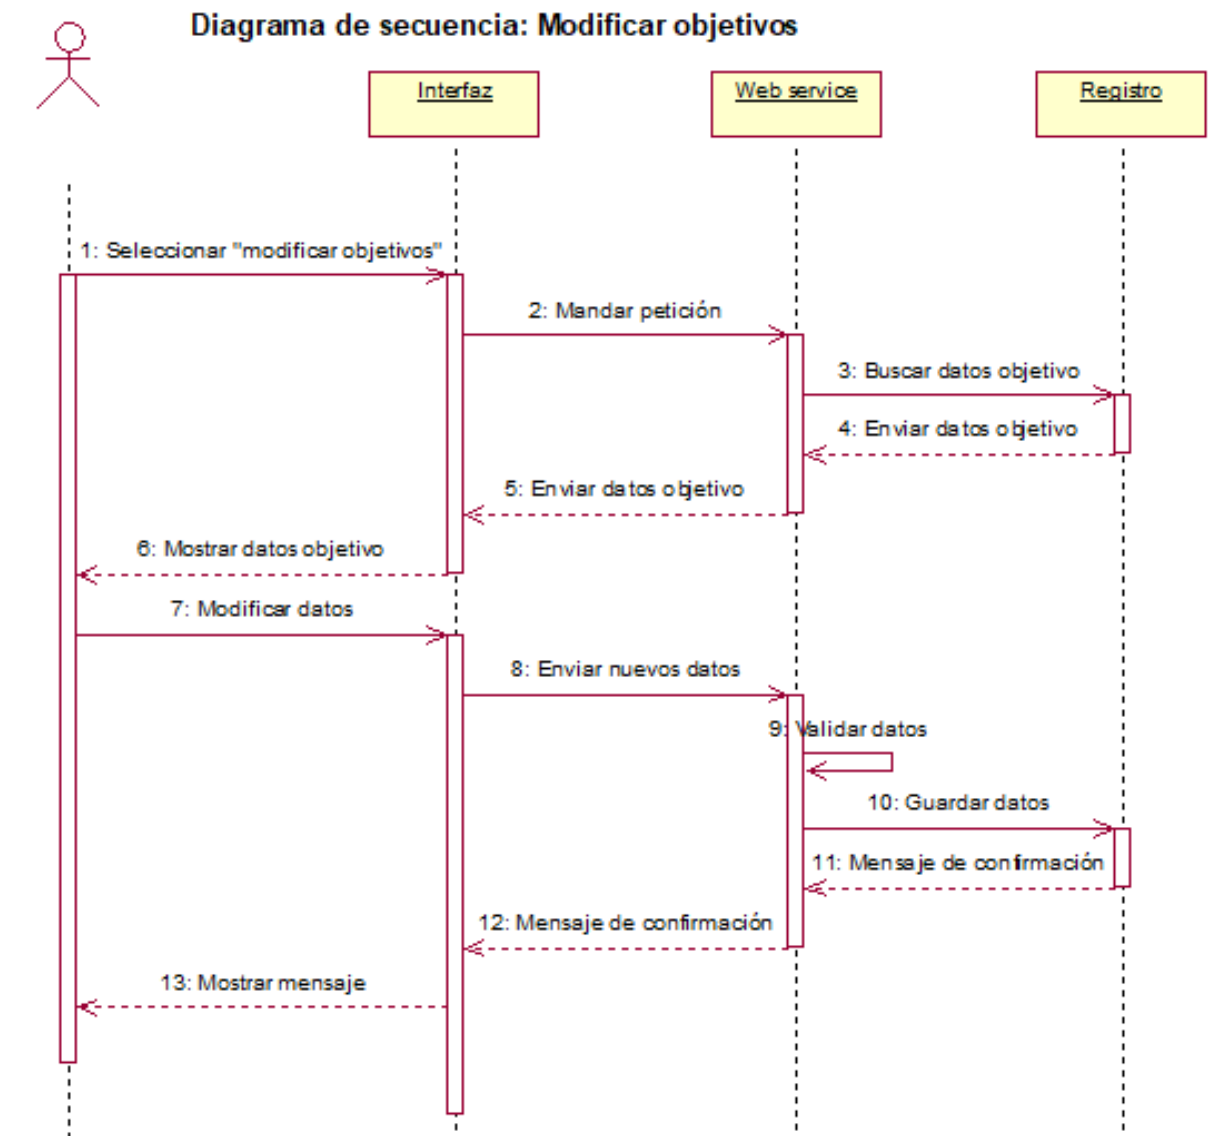 Diagrama de secuencia: Modificar objetivos
Interfaz
Web service
Registro
1: Seleccionar "modificar objetivos"
2: Mandar petición
3: Buscar datos objetivo
4: Enviar datos objetivo
5: Enviar datos objetivo
6: Mostrar datos objetivo
7: Modificar datos
8: Enviar nuevos datos
9: Validar datos
10: Guardar datos
11: Mensaje de confirmación
12: Mensaje de confirmación
13: Mostrar mensaje